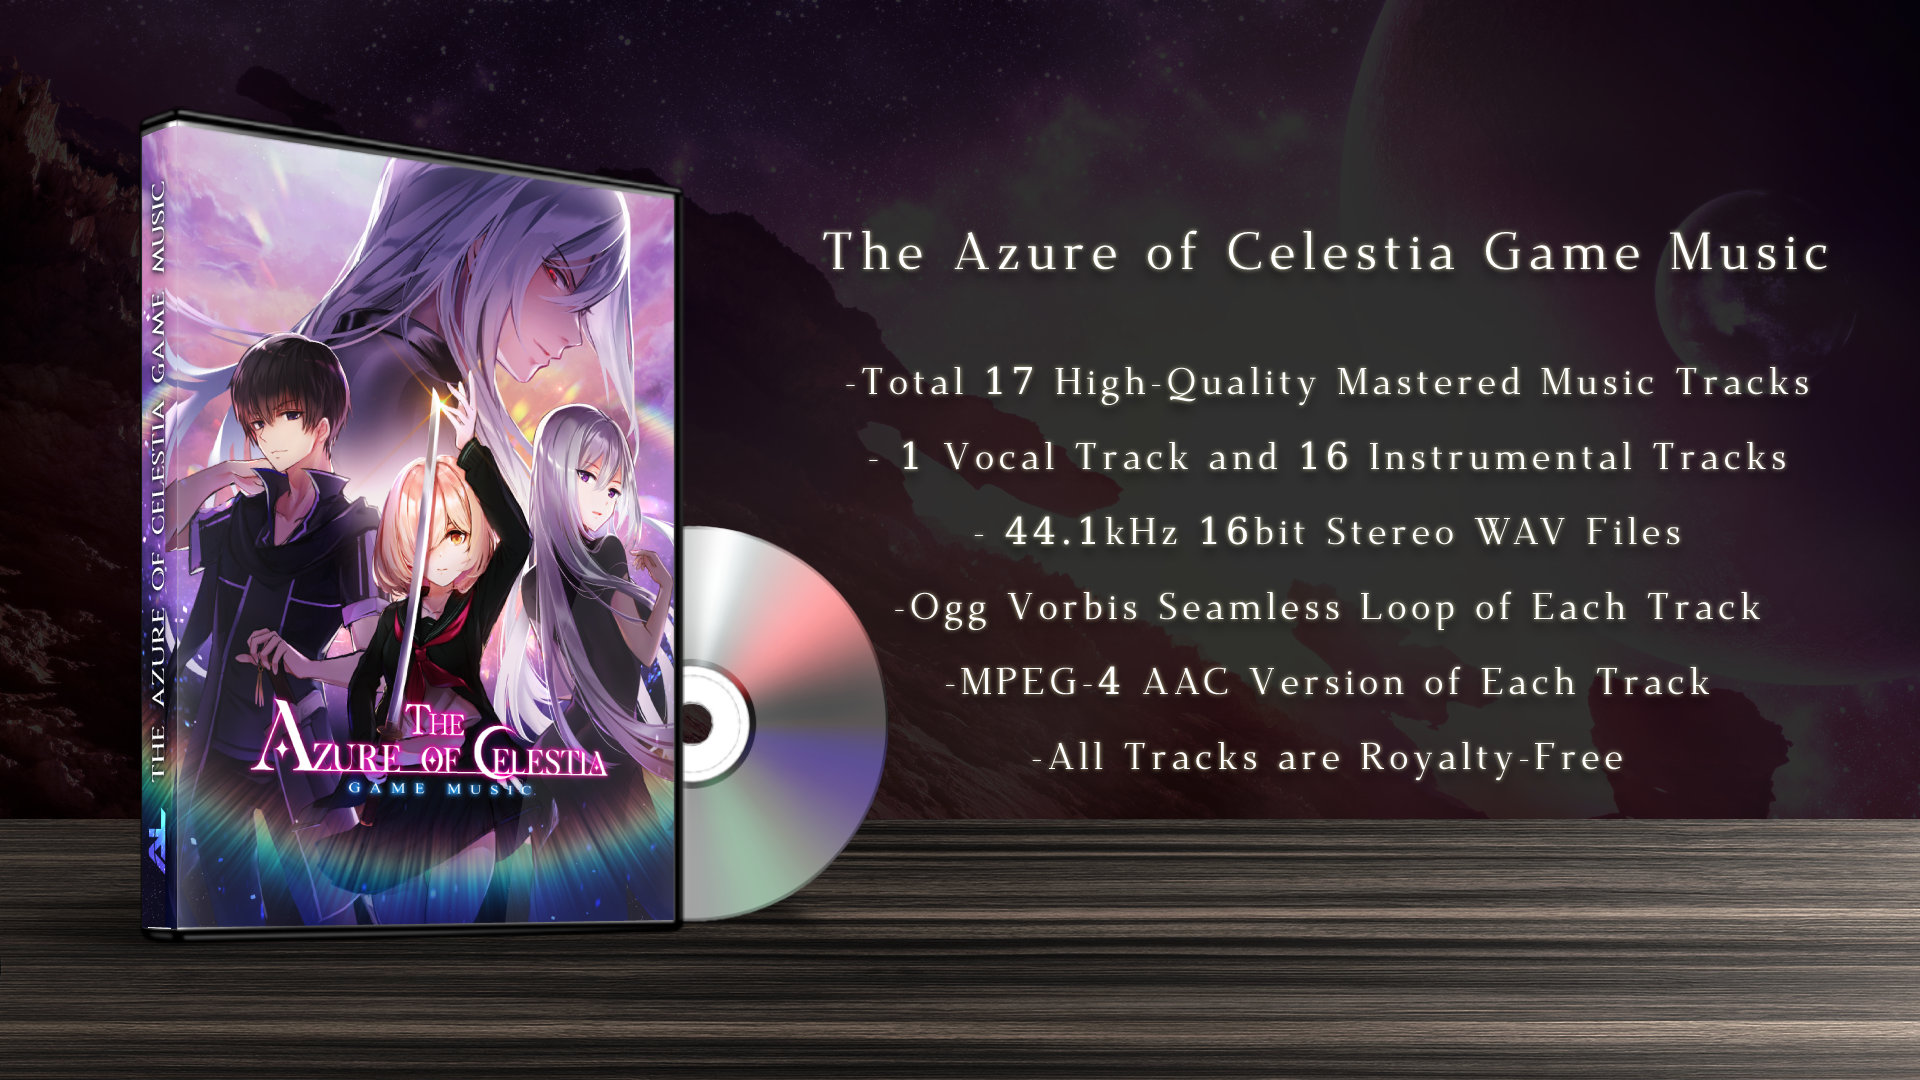 THE AZURE OF CELESTIA GAME MUSIC
AL
THE
AZURE OF CELESTIA
GAME MUSIC
The Azure of Celestia Game Music
-Total 17 High-Quality Mastered Music Tracks
- 1 Vocal Track and 16 Instrumental Tracks
- 44.1kHz 16bit Stereo WAV Files
-Ogg Vorbis Seamless Loop of Each Track
-MPEG-4 AAC Version of Each Track
-All Tracks are Royalty-Free